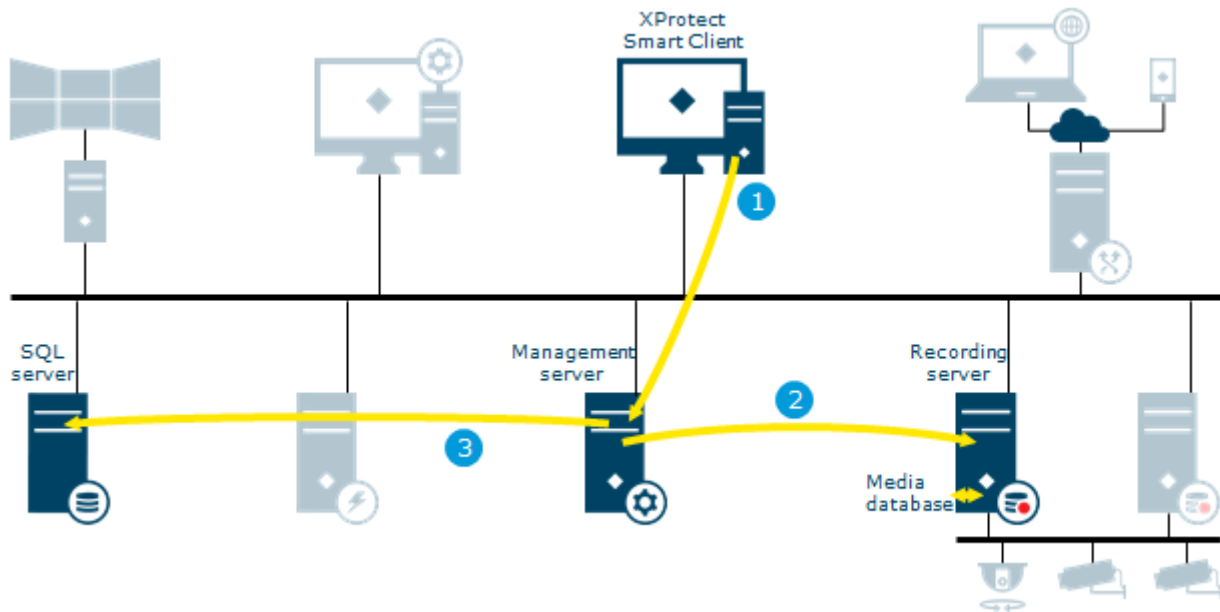 XProtect
Smart Client
1
SQL
server
Management
server
Recording
server
2
3
Media
database